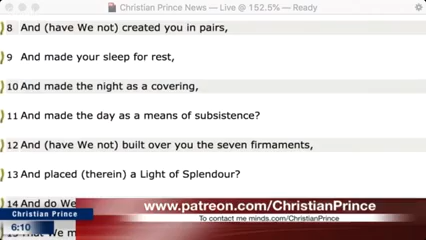 Christian Prince News — Live @ 152.5% — Ready
8 And (have We not) created you in pairs,
9 And made your sleep for rest,
10 And made the night as a covering,
11 And made the day as a means of subsistence?
12 And (have We not) built over you the seven firmaments,
13 And placed (therein) a Light of Splendour?
14 And do We
www.patreon.com/ChristianPrince
To contact me minds.com/ChristianPrince
Christian Prince
6:10
We m